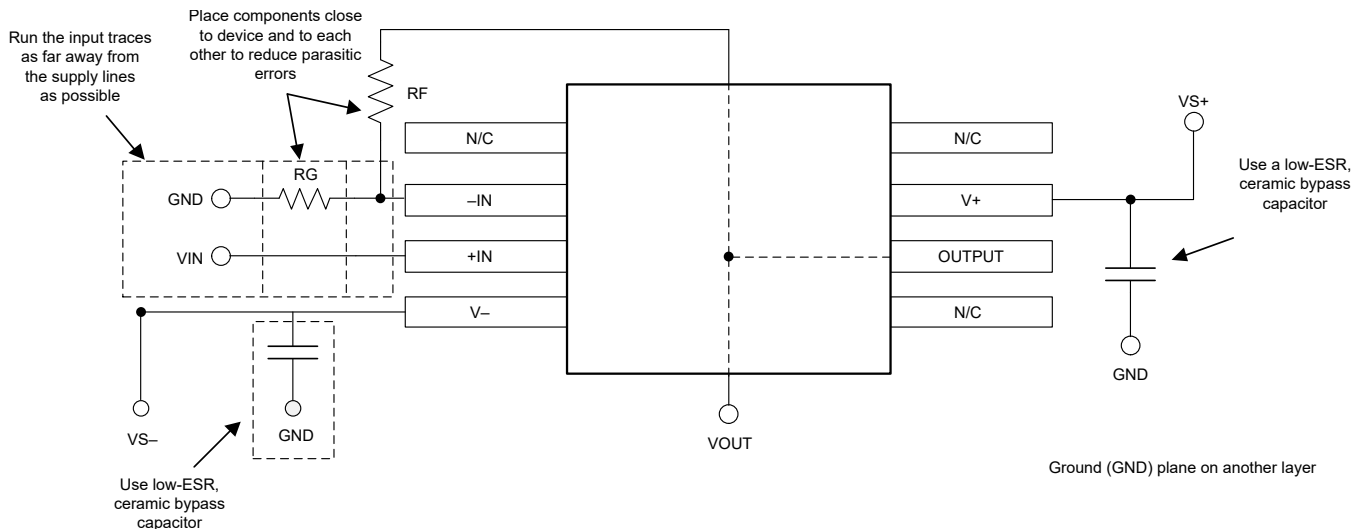 Run the input traces
as far away from
the supply lines
as possible
Place components close
to device and to each
other to reduce parasitic
errors
RF
N/C
N/C
VS+
Use a low-ESR,
ceramic bypass
capacitor
RG
GND
–IN
V+
VIN
+IN
OUTPUT
V–
N/C
GND
VS–
GND
VOUT
Use low-ESR,
ceramic bypass
capacitor
Ground (GND) plane on another layer